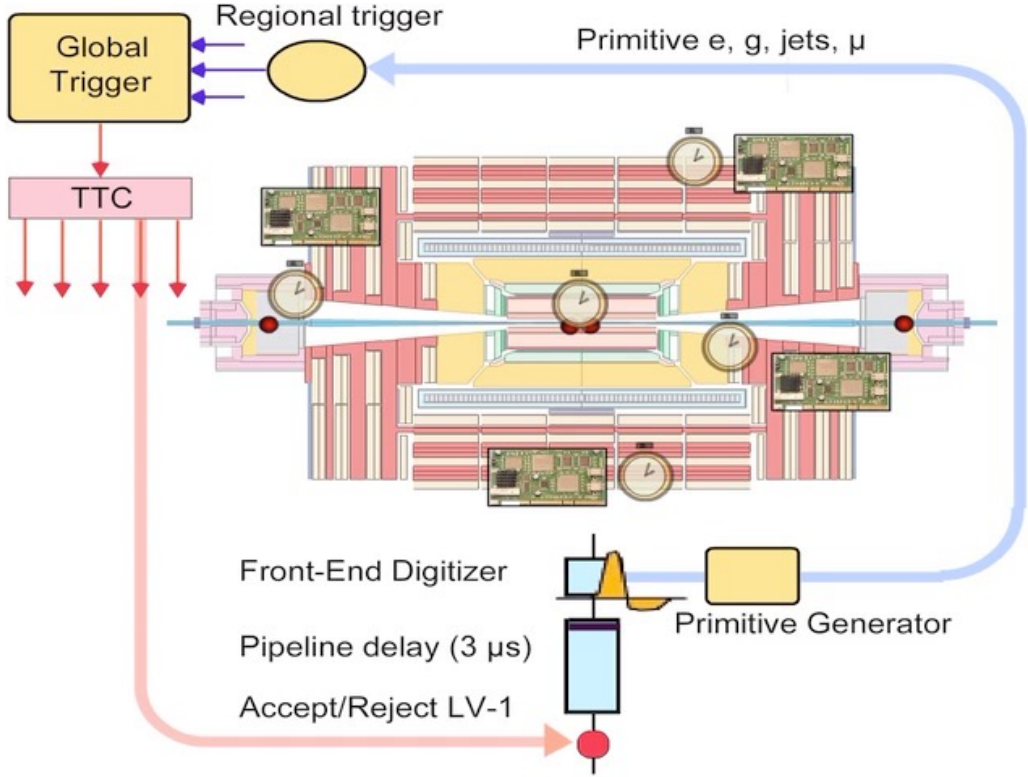 Regional trigger
Global
Trigger
Primitive e, g, jets, μ
TTC
Front-End Digitizer
Primitive Generator
Pipeline delay (3 μs)
Accept/Reject LV-1